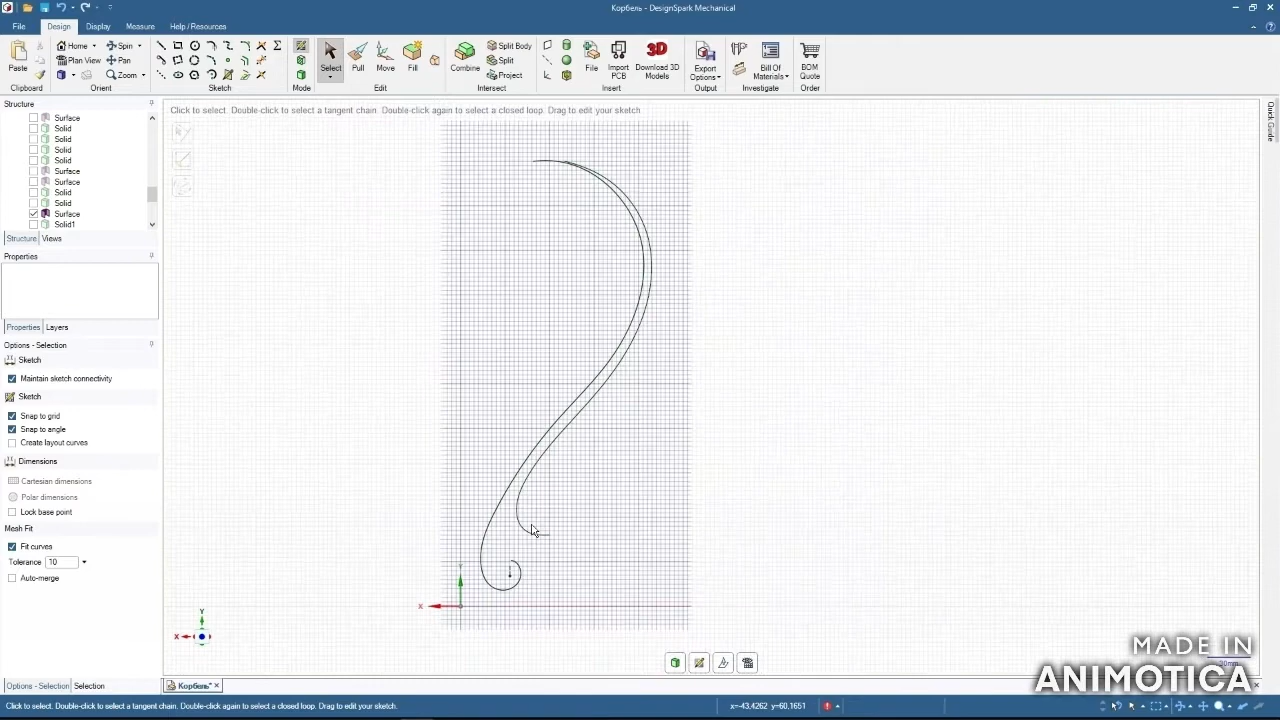 Корбель - DesignSpark Mechanical
File Design Display Measure Help / Resources
Paste
Clipboard
Home Spin
Plan View Pan
Zoom
Orient
Sketch
Mode
Select Pull Move Fill
Edit
Combine
Split Body
Split
Project
Intersect
File
Import PCB
Download 3D Models
3D
Insert
Export Options
Output
Bill Of Materials
Investigate
BOM Quote
Order
Structure
Click to select. Double-click to select a tangent chain. Double-click again to select a closed loop. Drag to edit your sketch
Quick Guide
Surface
Solid
Solid
Solid
Solid
Surface
Surface
Solid
Solid
Surface
Solid1
Structure Views
Properties
Properties Layers
Options - Selection
Sketch
Maintain sketch connectivity
Sketch
Snap to grid
Snap to angle
Create layout curves
Dimensions
Cartesian dimensions
Polar dimensions
Lock base point
Mesh Fit
Fit curves
Tolerance 10
Auto-merge
Y
X
Y
X
MADE IN
ANIMOTICA
Options - Selection Selection
Корбель*
Click to select. Double-click to select a tangent chain. Double-click again to select a closed loop. Drag to edit your sketch.
x=-43,4262 y=60,1651